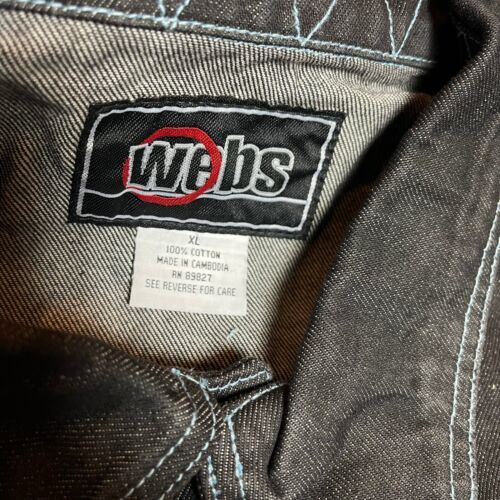 webs
XL
100% COTTON
MADE IN CAMBODIA
RN 89827
SEE REVERSE FOR CARE